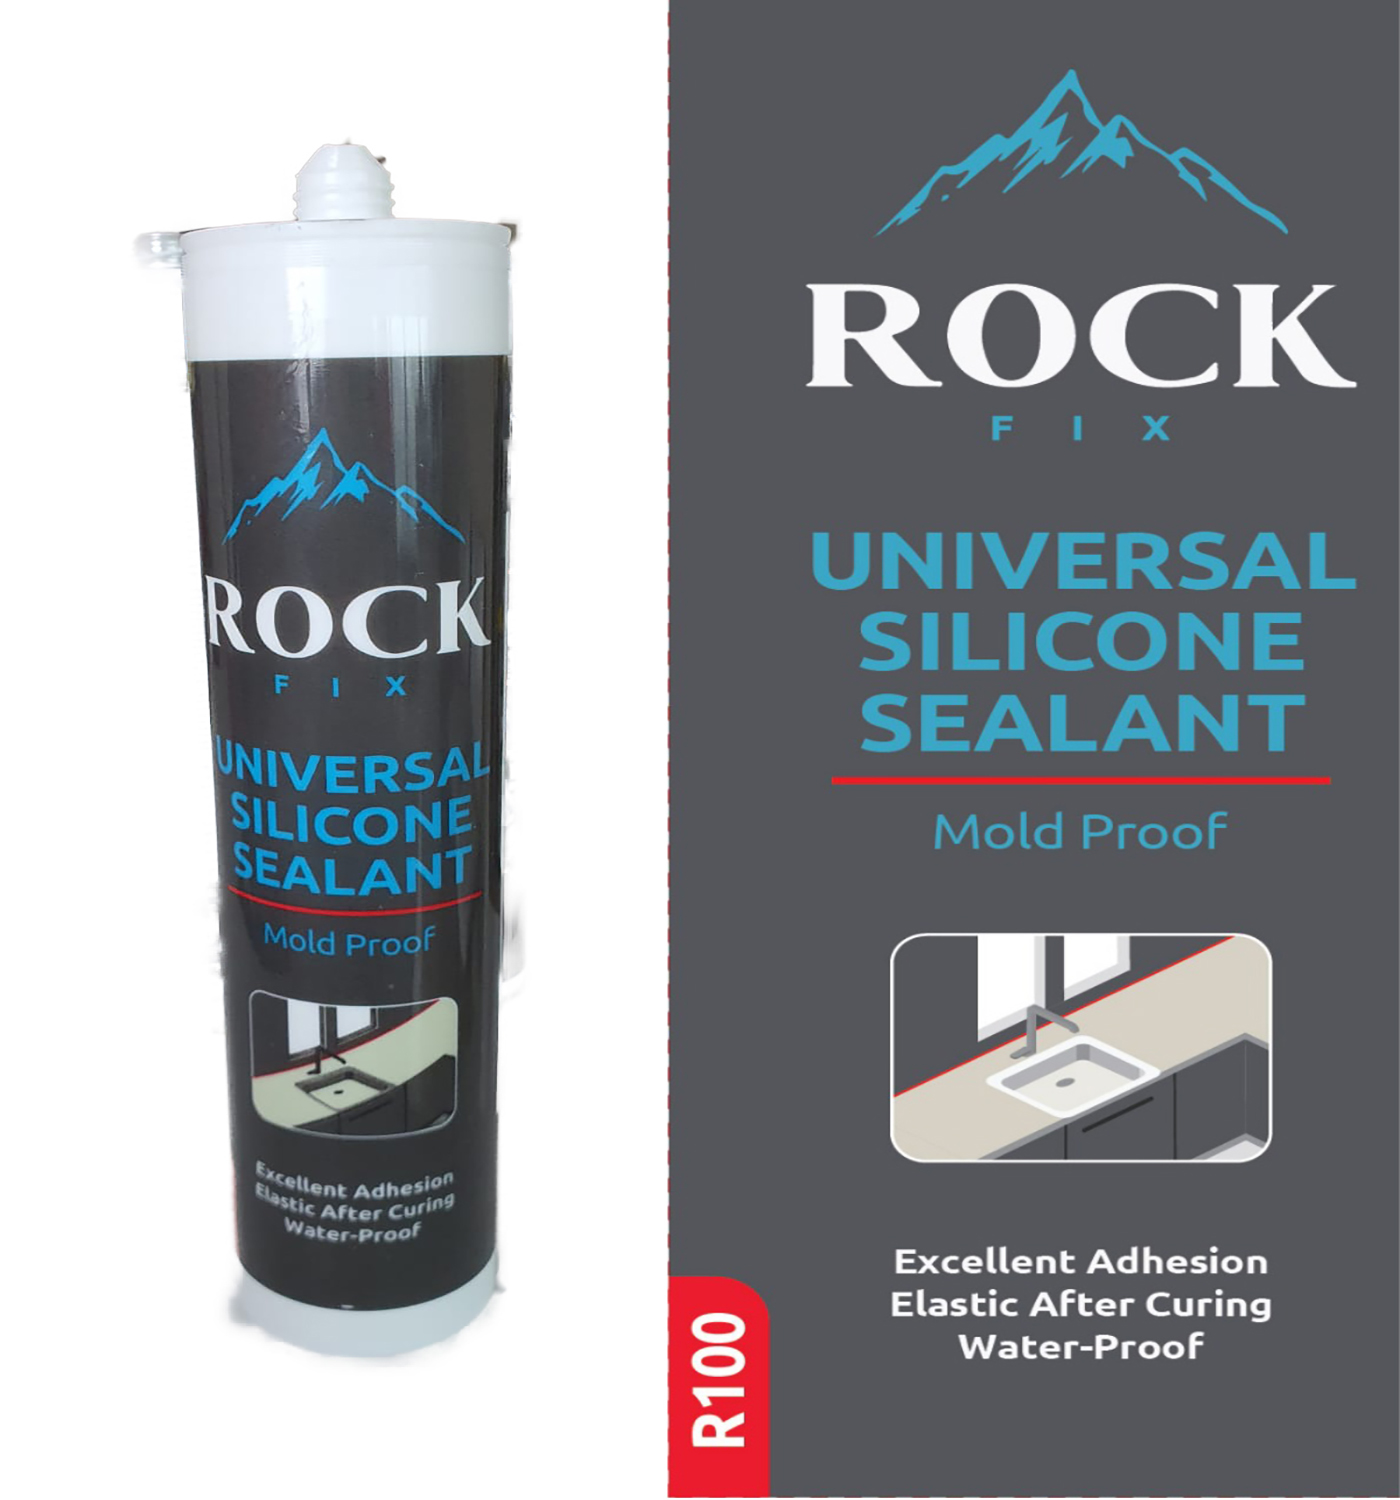 ROCK
FIX
UNIVERSAL
SILICONE
SEALANT
Mold Proof
Excellent Adhesion
Elastic After Curing
Water-Proof
ROCK
FIX
UNIVERSAL
SILICONE
SEALANT
Mold Proof
Excellent Adhesion
Elastic After Curing
Water-Proof
R100